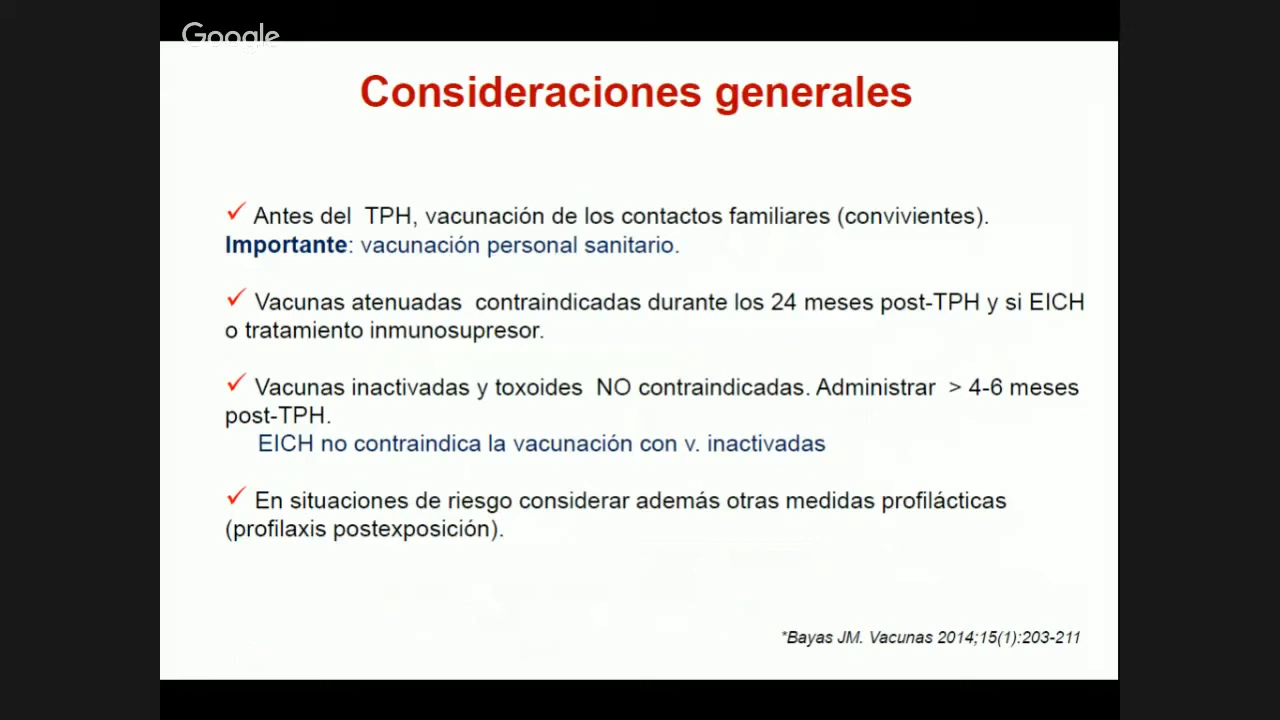 Google
Consideraciones generales
✓ Antes del TPH, vacunación de los contactos familiares (convivientes).
Importante: vacunación personal sanitario.
✓ Vacunas atenuadas contraindicadas durante los 24 meses post-TPH y si EICH
o tratamiento inmunosupresor.
✓ Vacunas inactivadas y toxoides NO contraindicadas. Administrar > 4-6 meses
post-TPH.
EICH no contraindica la vacunación con v. inactivadas
✓ En situaciones de riesgo considerar además otras medidas profilácticas
(profilaxis postexposición).
*Bayas JM. Vacunas 2014;15(1):203-211